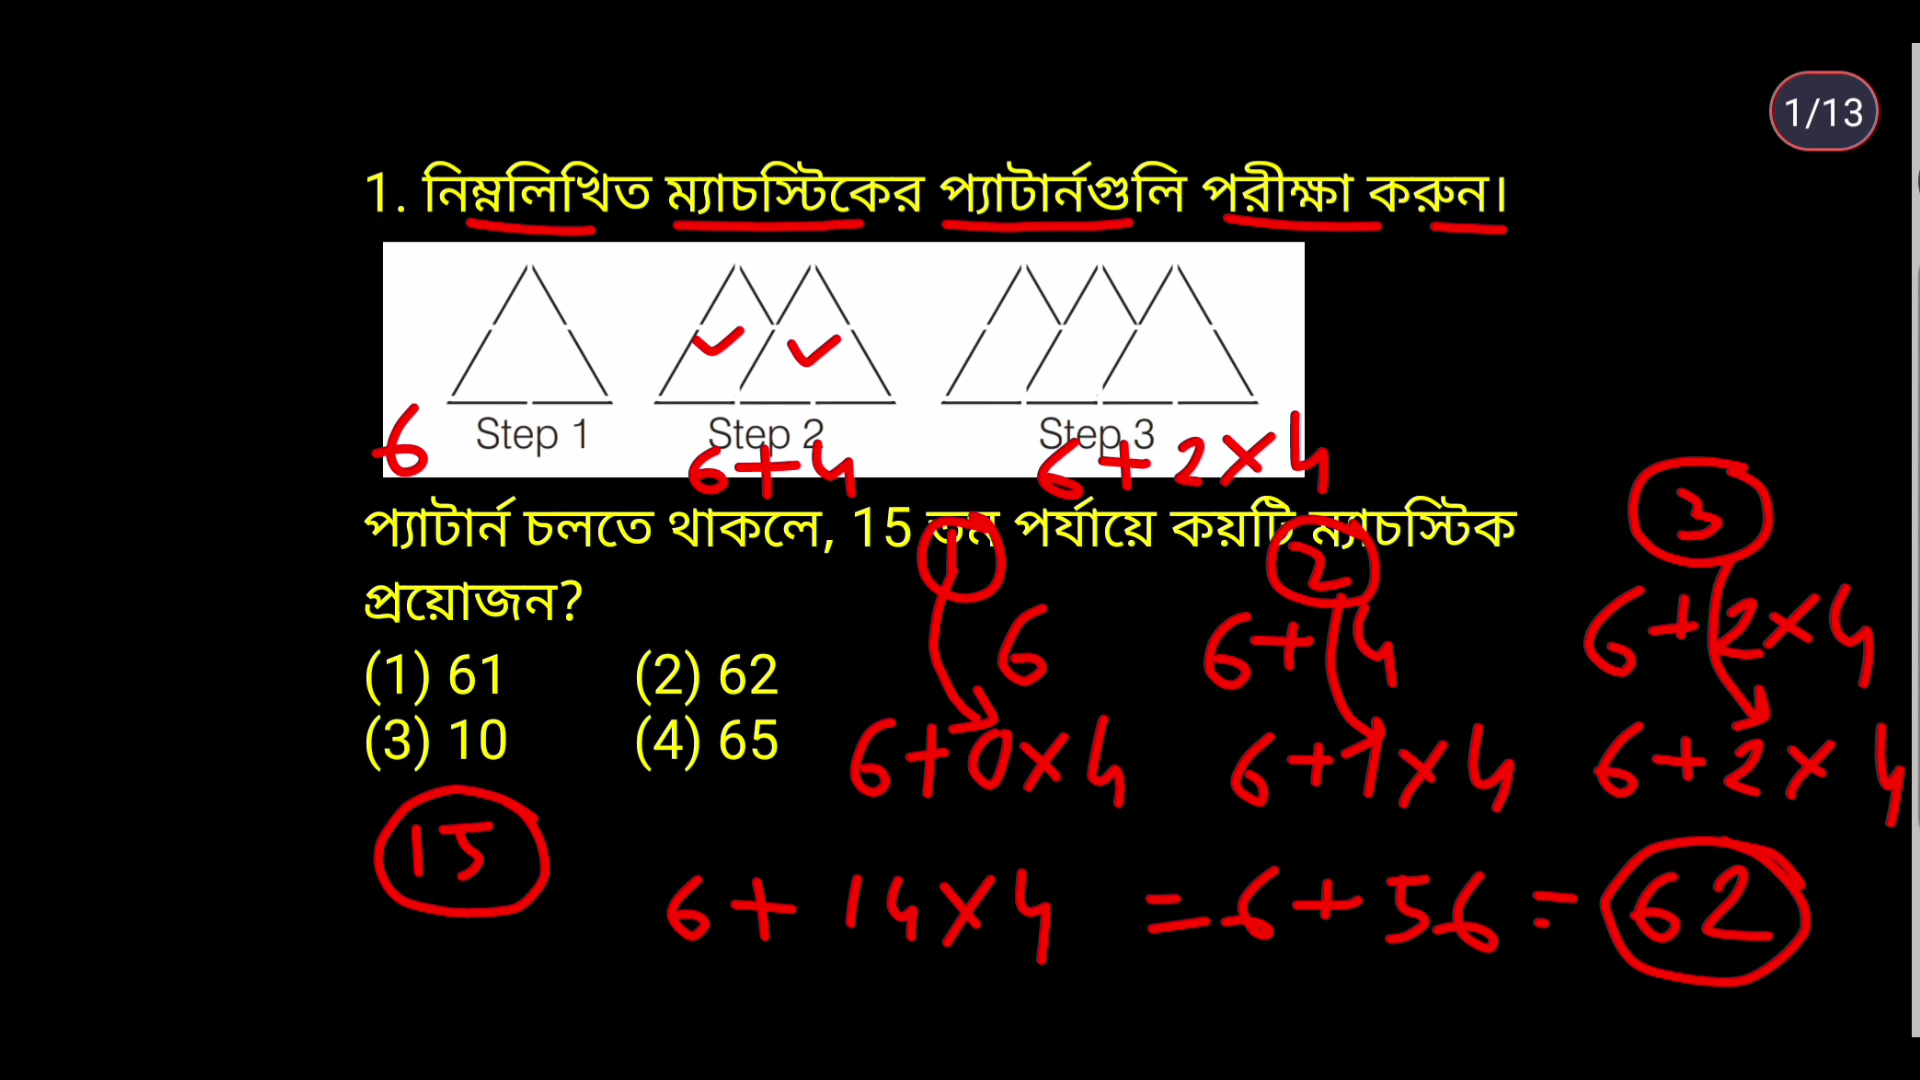 1/13
1. নিম্নলিখিত ম্যাচস্টিকের প্যাটার্নগুলি পরীক্ষা করুন।
Step 1 Step 2 Step 3
6 6+4 6+2×4
প্যাটার্ন চলতে থাকলে, 15 তম পর্যায়ে কয়টি ম্যাচস্টিক
প্রয়োজন?
1 2 3
6 6+4 6+2×4
(1) 61 (2) 62
(3) 10 (4) 65
6+0×4 6+1×4 6+2×4
15 6+14×4 =6+56=62